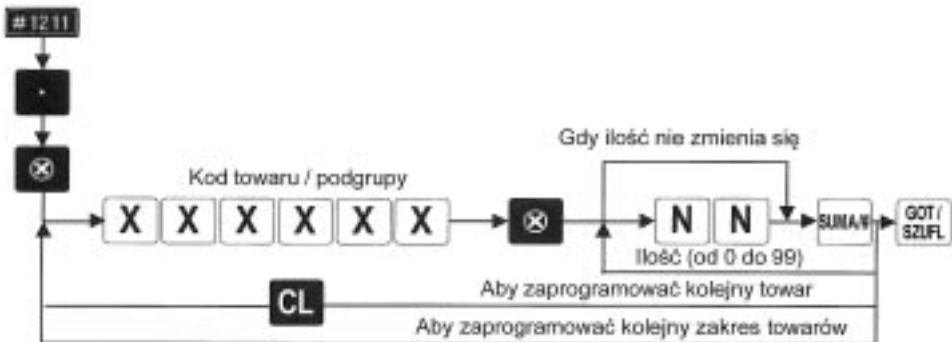 #1211
.
⊗
Gdy ilość nie zmienia się
Kod towaru / podgrupy
X X X X X X ⊗ N N SUMA/# GOT / SZUFL
Ilość (od 0 do 99)
Aby zaprogramować kolejny towar
CL
Aby zaprogramować kolejny zakres towarów